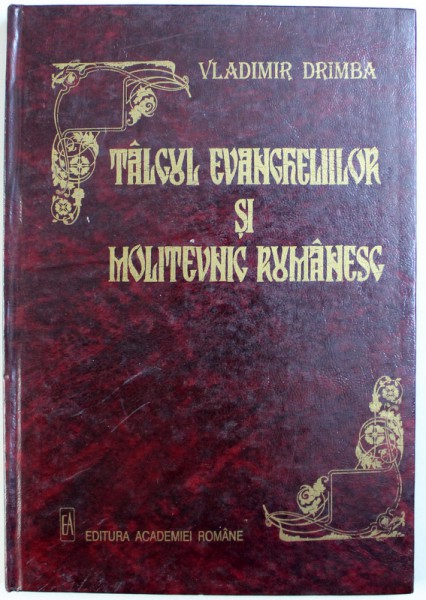 VLADIMIR DRIMBA
TÂLCUL EVANGHELIILOR
ȘI
MOLITEVNIC RUMÂNESC
EA
EDITURA ACADEMIEI ROMÂNE